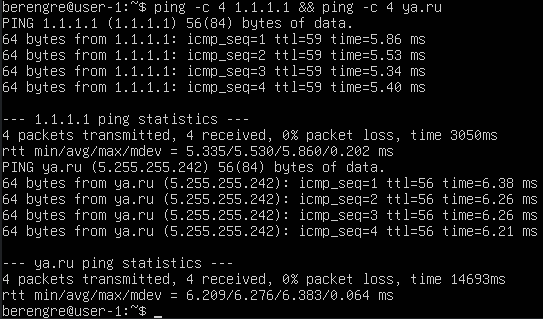 berengre@user-1:~$ ping -c 4 1.1.1.1 && ping -c 4 ya.ru
PING 1.1.1.1 (1.1.1.1) 56(84) bytes of data.
64 bytes from 1.1.1.1: icmp_seq=1 ttl=59 time=5.86 ms
64 bytes from 1.1.1.1: icmp_seq=2 ttl=59 time=5.53 ms
64 bytes from 1.1.1.1: icmp_seq=3 ttl=59 time=5.34 ms
64 bytes from 1.1.1.1: icmp_seq=4 ttl=59 time=5.40 ms

--- 1.1.1.1 ping statistics ---
4 packets transmitted, 4 received, 0% packet loss, time 3050ms
rtt min/avg/max/mdev = 5.335/5.530/5.860/0.202 ms
PING ya.ru (5.255.255.242) 56(84) bytes of data.
64 bytes from ya.ru (5.255.255.242): icmp_seq=1 ttl=56 time=6.38 ms
64 bytes from ya.ru (5.255.255.242): icmp_seq=2 ttl=56 time=6.26 ms
64 bytes from ya.ru (5.255.255.242): icmp_seq=3 ttl=56 time=6.26 ms
64 bytes from ya.ru (5.255.255.242): icmp_seq=4 ttl=56 time=6.21 ms

--- ya.ru ping statistics ---
4 packets transmitted, 4 received, 0% packet loss, time 14693ms
rtt min/avg/max/mdev = 6.209/6.276/6.383/0.064 ms
berengre@user-1:~$ _